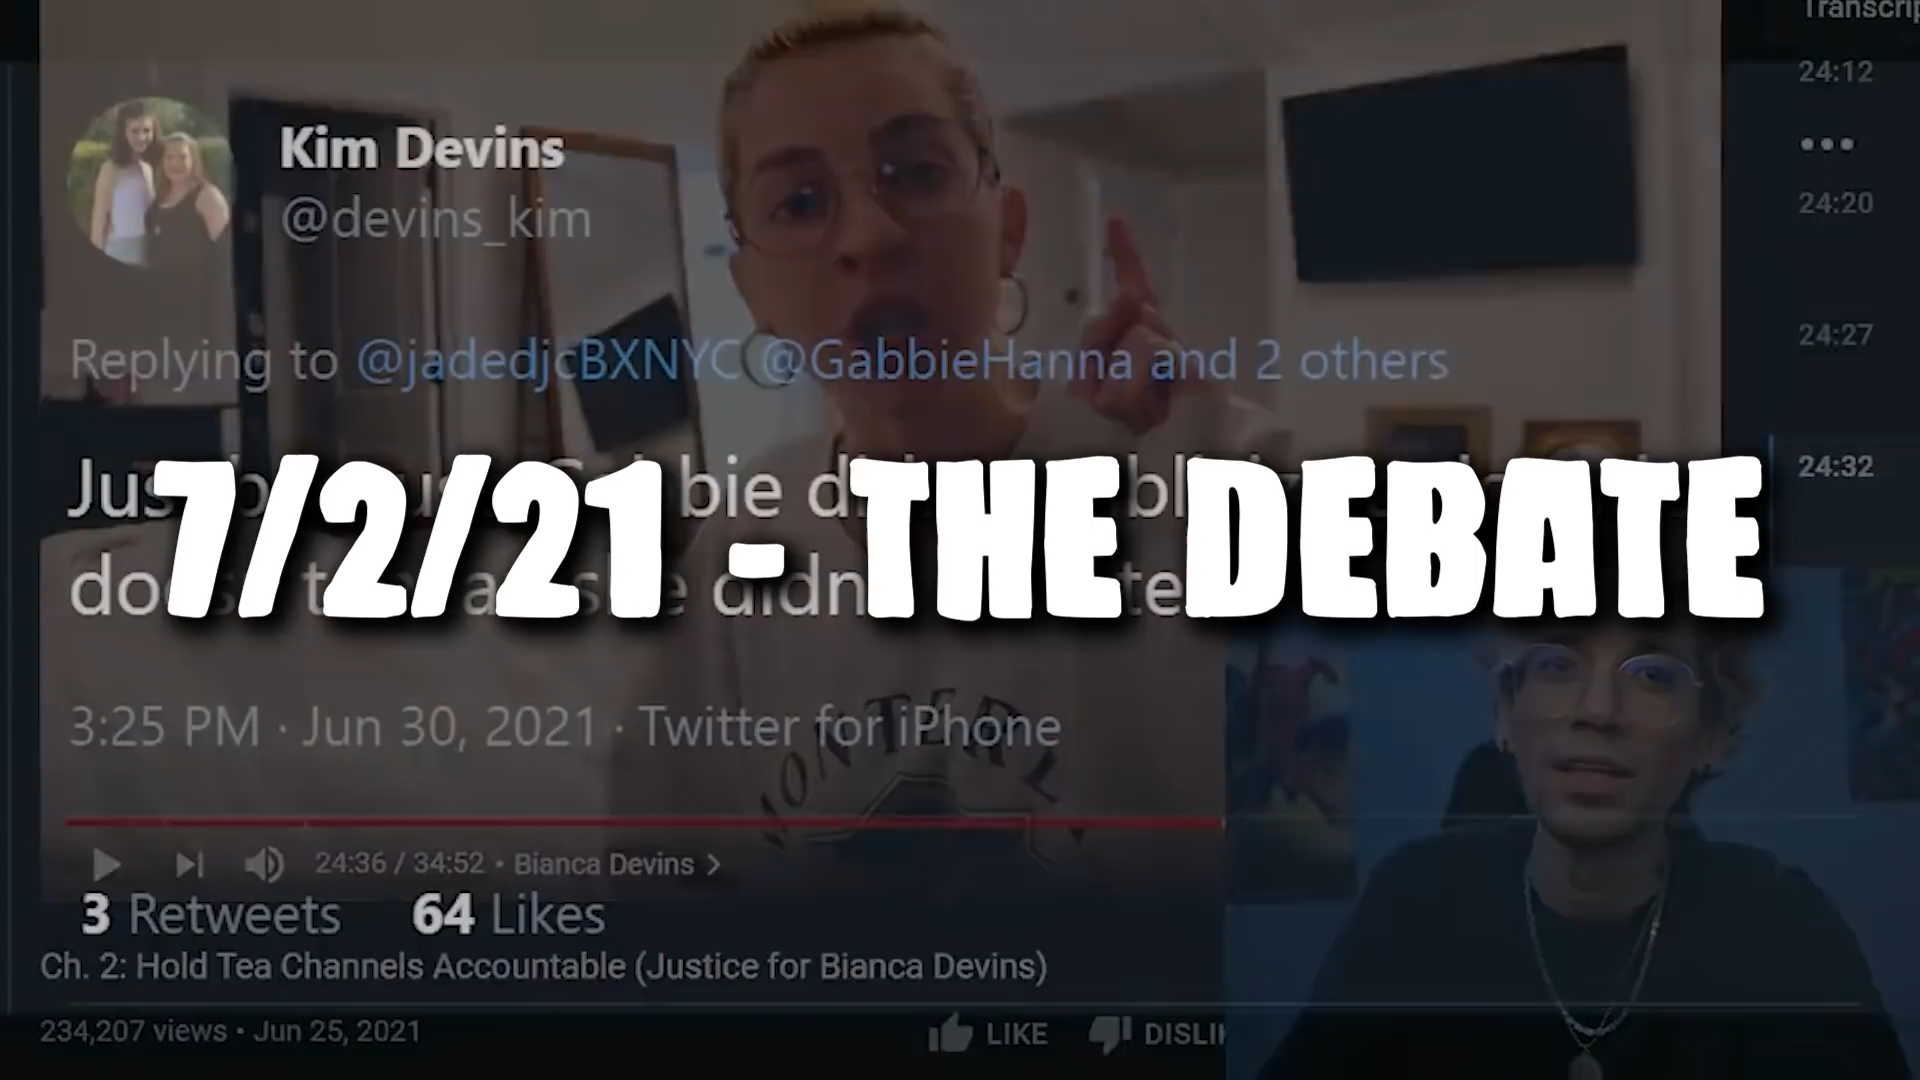 Transcrip
24:12
Kim Devins
@devins_kim
24:20
Replying to @jadedjcBXNYC @GabbieHanna and 2 others
24:27
24:32
7/2/21 - THE DEBATE
3:25 PM · Jun 30, 2021 · Twitter for iPhone
MONTERL
24:36 / 34:52 • Bianca Devins >
3 Retweets 64 Likes
Ch. 2: Hold Tea Channels Accountable (Justice for Bianca Devins)
234,207 views • Jun 25, 2021
LIKE DISLIK